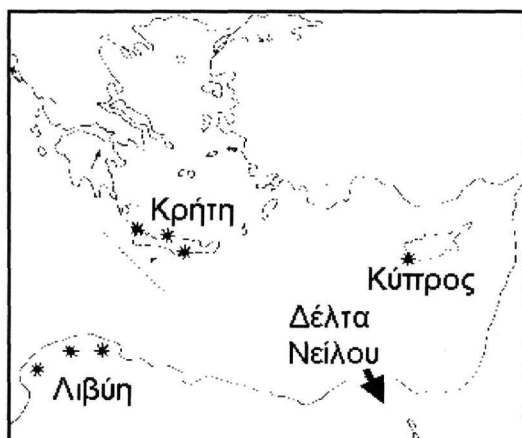 Κρήτη
Κύπρος
Δέλτα
Νείλου
Λιβύη